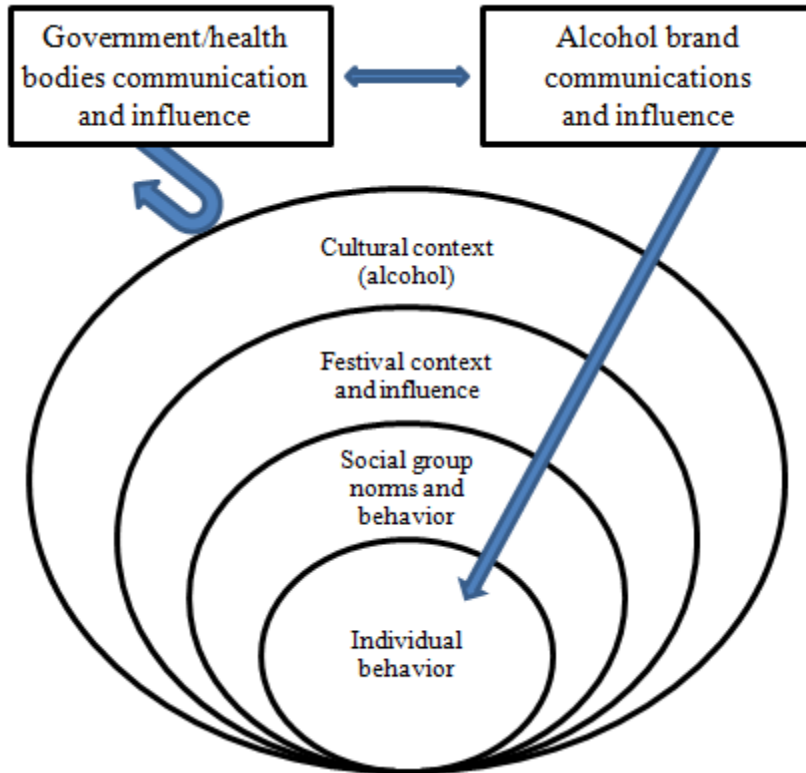 Government/health
bodies communication
and influence
Alcohol brand
communications
and influence
Cultural context
(alcohol)
Festival context
and influence
Social group
norms and
behavior
Individual
behavior